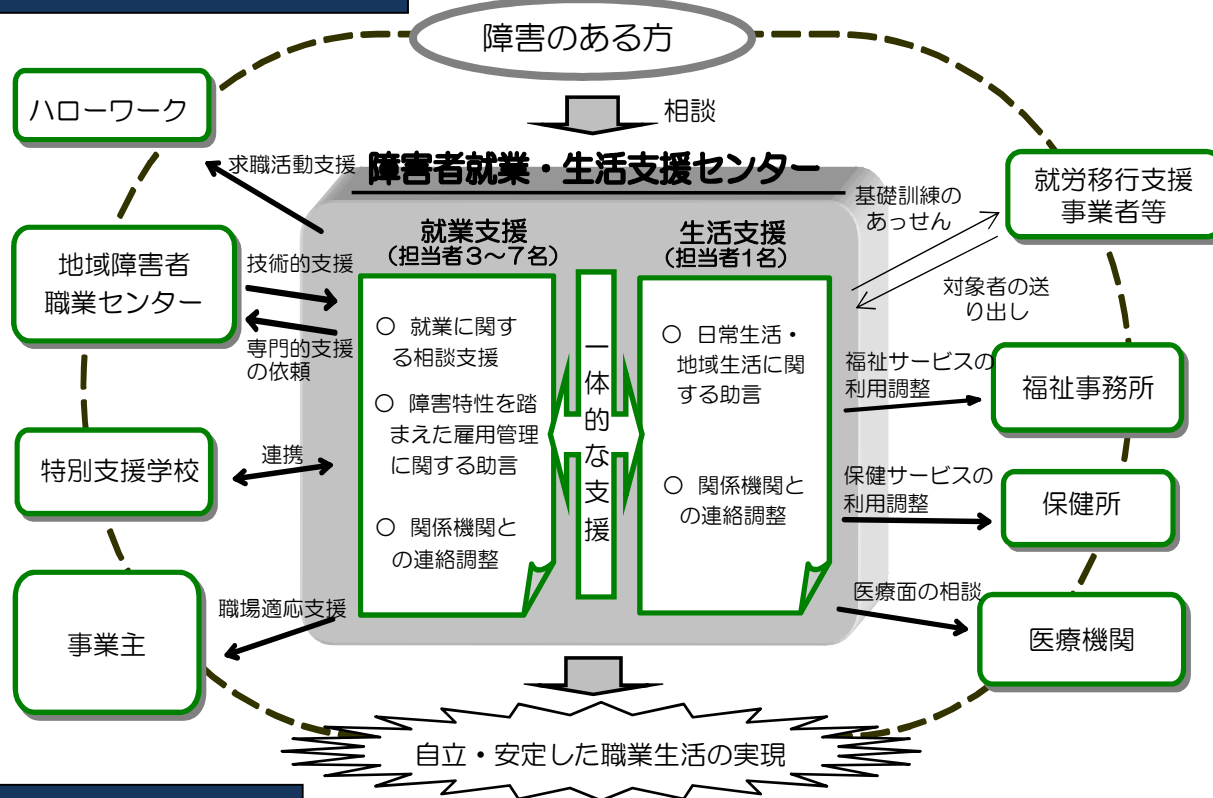 障害のある方
相談
ハローワーク
求職活動支援
障害者就業・生活支援センター
基礎訓練の
あっせん
就労移行支援
事業者等
対象者の送
り出し
地域障害者
職業センター
技術的支援
専門的支援
の依頼
就業支援
(担当者3〜7名)
○ 就業に関す
る相談支援
○ 障害特性を踏
まえた雇用管理
に関する助言
○ 関係機関と
の連絡調整
一体的な支援
生活支援
(担当者1名)
○ 日常生活・
地域生活に関
する助言
○ 関係機関と
の連絡調整
福祉サービスの
利用調整
福祉事務所
特別支援学校
連携
保健サービスの
利用調整
保健所
事業主
職場適応支援
医療面の相談
医療機関
自立・安定した職業生活の実現